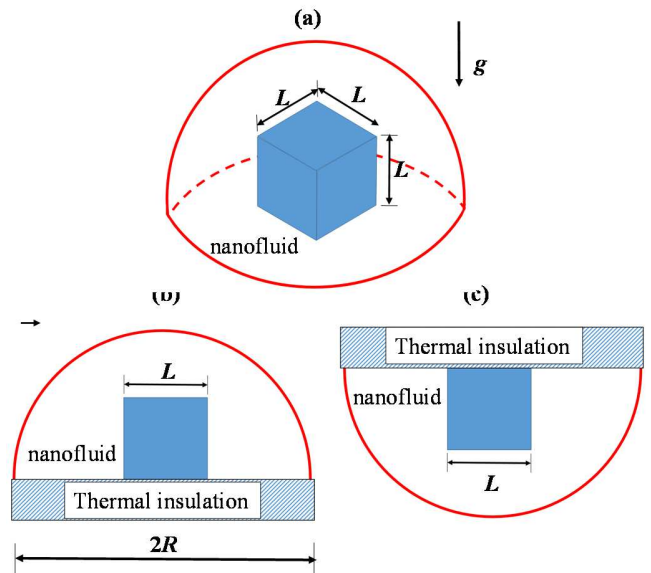 (a)
g
L
L
L
nanofluid
(b)
(c)
L
nanofluid
Thermal insulation
2R
Thermal insulation
nanofluid
L